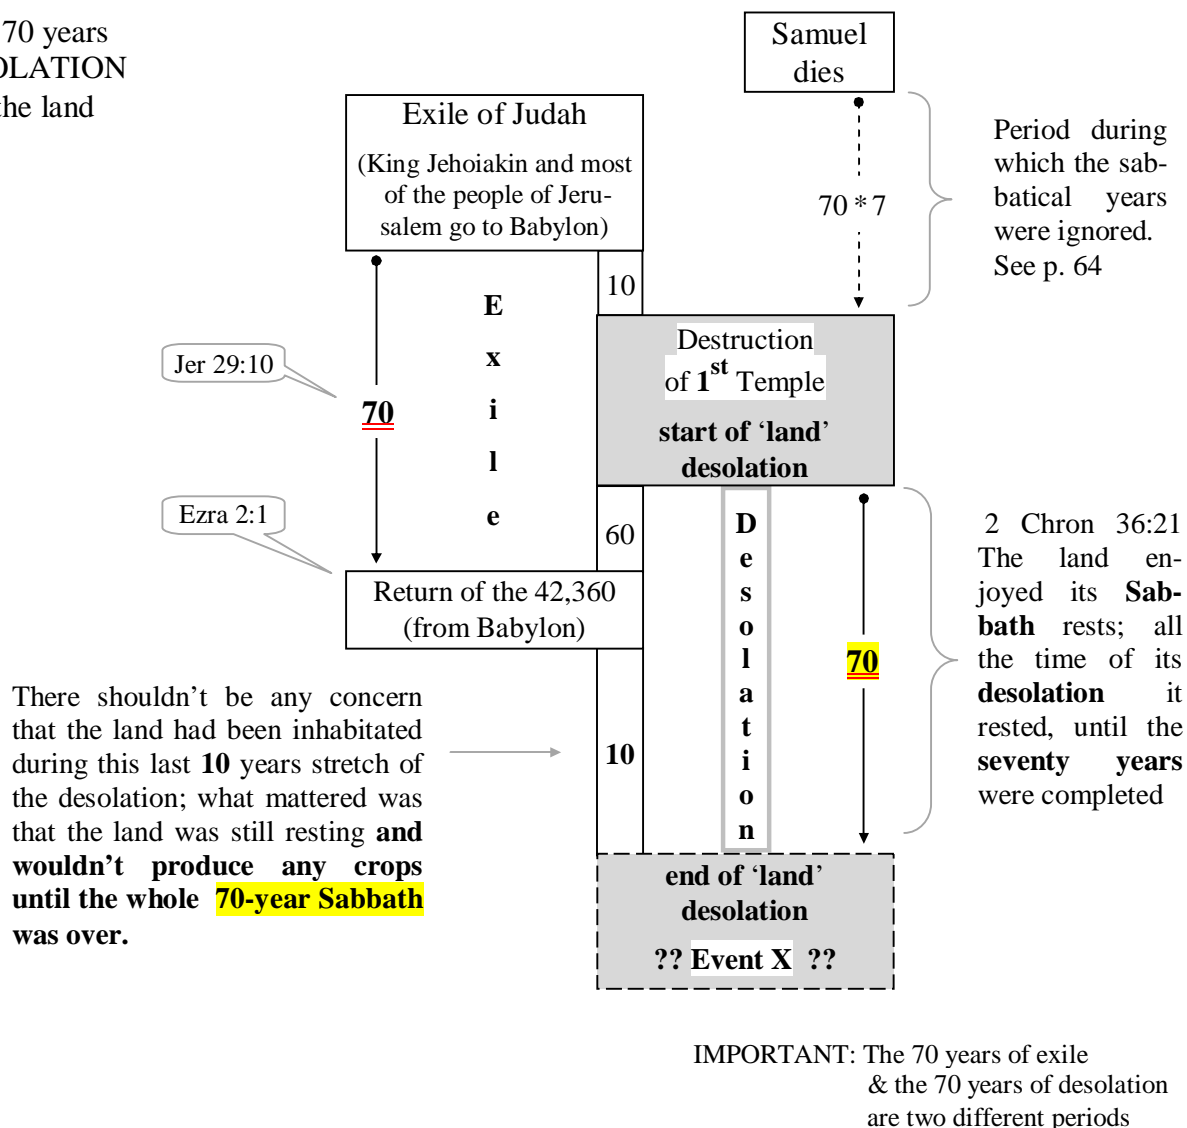 70 years
OLATION
the land
Samuel
dies
Exile of Judah
(King Jehoiakin and most
of the people of Jeru-
salem go to Babylon)
70 * 7
Period during
which the sab-
batical years
were ignored.
See p. 64
10
E
x
i
l
e
Jer 29:10
70
Destruction
of 1st Temple
start of ‘land’
desolation
Ezra 2:1
60
D
e
s
o
l
a
t
i
o
n
70
2 Chron 36:21
The land en-
joyed its Sab-
bath rests; all
the time of its
desolation it
rested, until the
seventy years
were completed
Return of the 42,360
(from Babylon)
There shouldn’t be any concern
that the land had been inhabitated
during this last 10 years stretch of
the desolation; what mattered was
that the land was still resting and
wouldn’t produce any crops
until the whole 70-year Sabbath
was over.
10
end of ‘land’
desolation
?? Event X ??
IMPORTANT: The 70 years of exile
& the 70 years of desolation
are two different periods